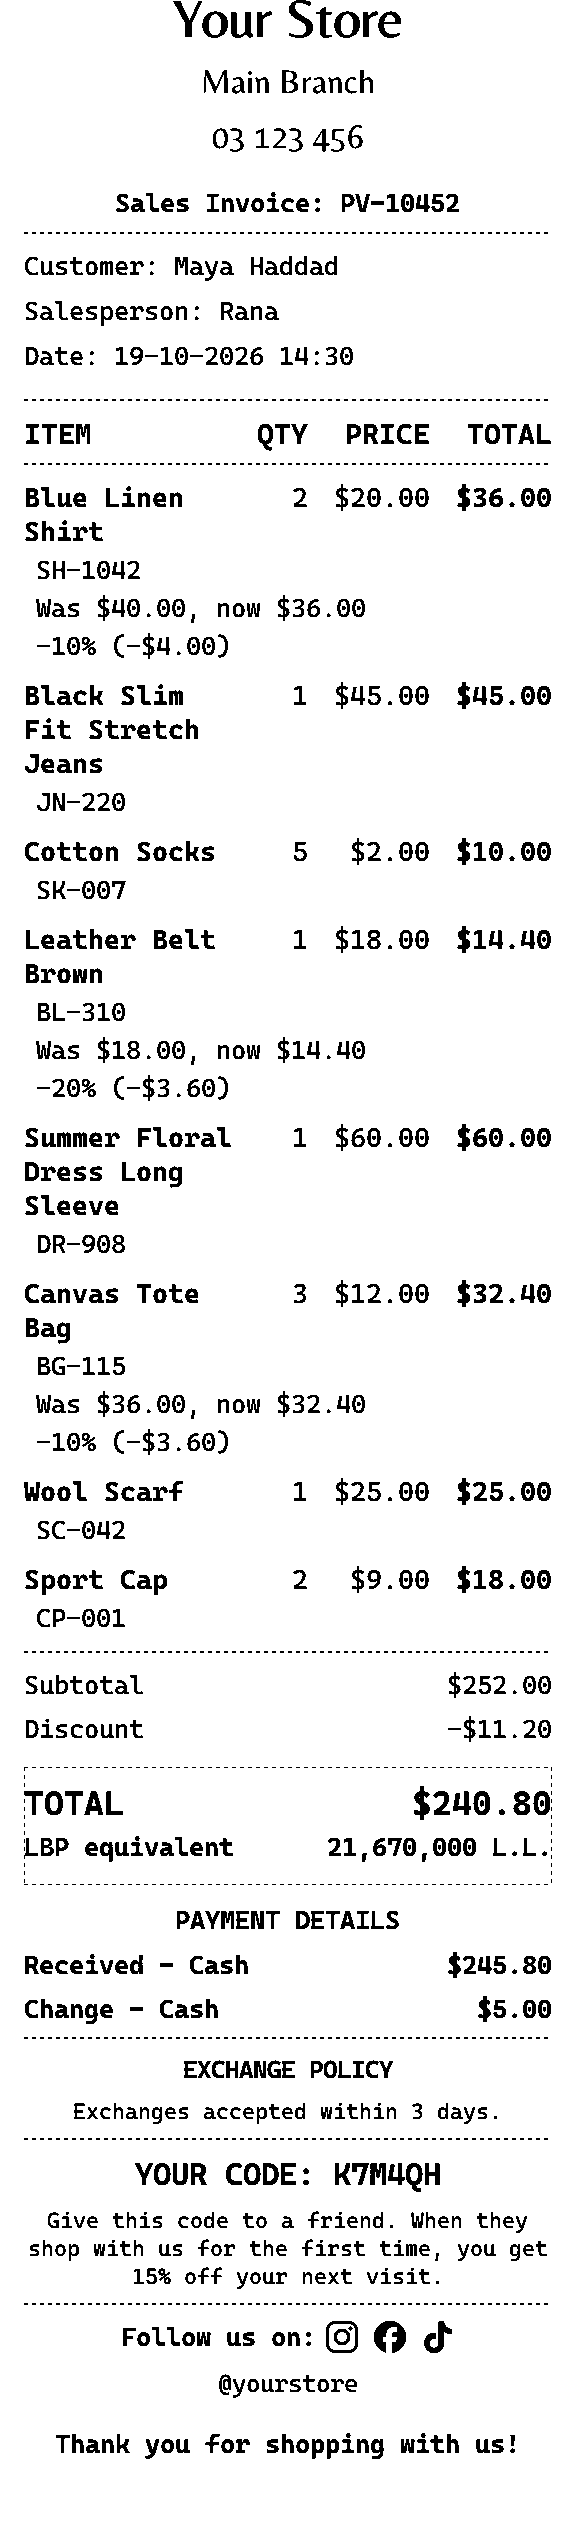 Your Store
Main Branch
03 123 456
Sales Invoice: PV-10452
Customer: Maya Haddad
Salesperson: Rana
Date: 19-10-2026 14:30
ITEM QTY PRICE TOTAL
Blue Linen 2 $20.00 $36.00
Shirt
SH-1042
Was $40.00, now $36.00
-10% (-$4.00)
Black Slim 1 $45.00 $45.00
Fit Stretch
Jeans
JN-220
Cotton Socks 5 $2.00 $10.00
SK-007
Leather Belt 1 $18.00 $14.40
Brown
BL-310
Was $18.00, now $14.40
-20% (-$3.60)
Summer Floral 1 $60.00 $60.00
Dress Long
Sleeve
DR-908
Canvas Tote 3 $12.00 $32.40
Bag
BG-115
Was $36.00, now $32.40
-10% (-$3.60)
Wool Scarf 1 $25.00 $25.00
SC-042
Sport Cap 2 $9.00 $18.00
CP-001
Subtotal $252.00
Discount -$11.20
TOTAL $240.80
LBP equivalent 21,670,000 L.L.
PAYMENT DETAILS
Received - Cash $245.80
Change - Cash $5.00
EXCHANGE POLICY
Exchanges accepted within 3 days.
YOUR CODE: K7M4QH
Give this code to a friend. When they
shop with us for the first time, you get
15% off your next visit.
Follow us on:
@yourstore
Thank you for shopping with us!